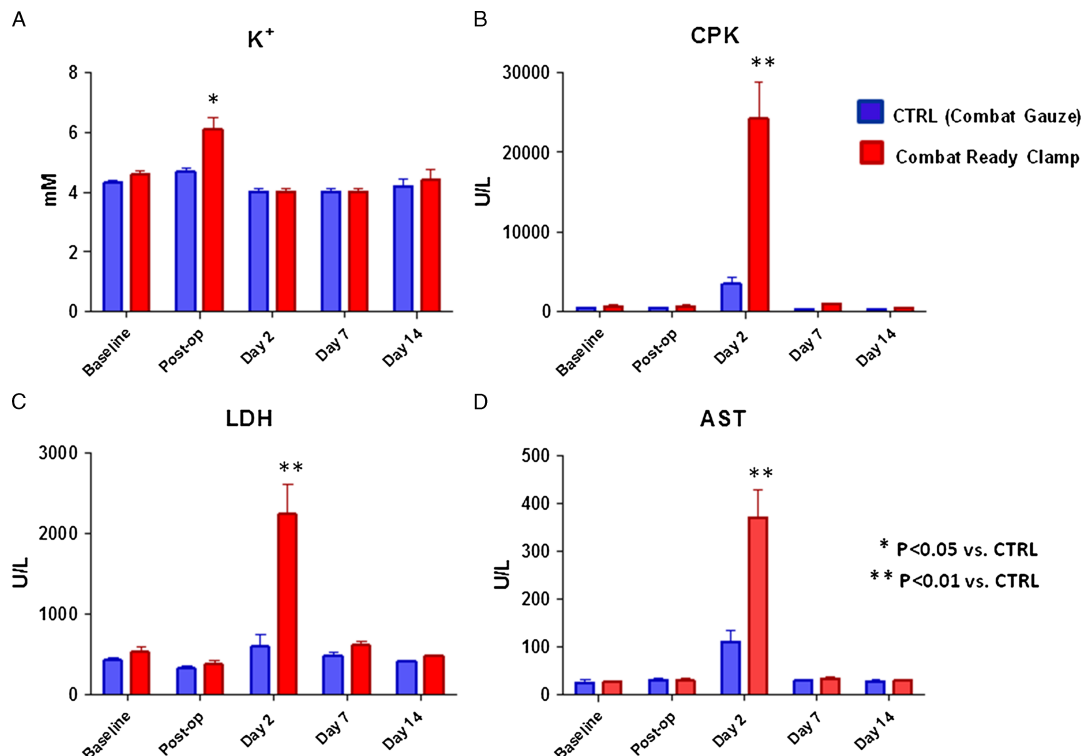 A
K+
8
6
4
2
0
mM
*
Baseline
Post-op
Day 2
Day 7
Day 14
B
CPK
30000
20000
10000
0
U/L
**
Baseline
Post-op
Day 2
Day 7
Day 14
CTRL (Combat Gauze)
Combat Ready Clamp
C
LDH
3000
2000
1000
0
U/L
**
Baseline
Post-op
Day 2
Day 7
Day 14
D
AST
500
400
300
200
100
0
U/L
**
Baseline
Post-op
Day 2
Day 7
Day 14
* P<0.05 vs. CTRL
** P<0.01 vs. CTRL